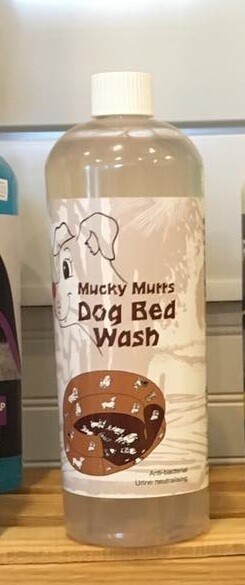 Mucky Mutts
Dog Bed
Wash
Anti-bacterial
Urine neutralising